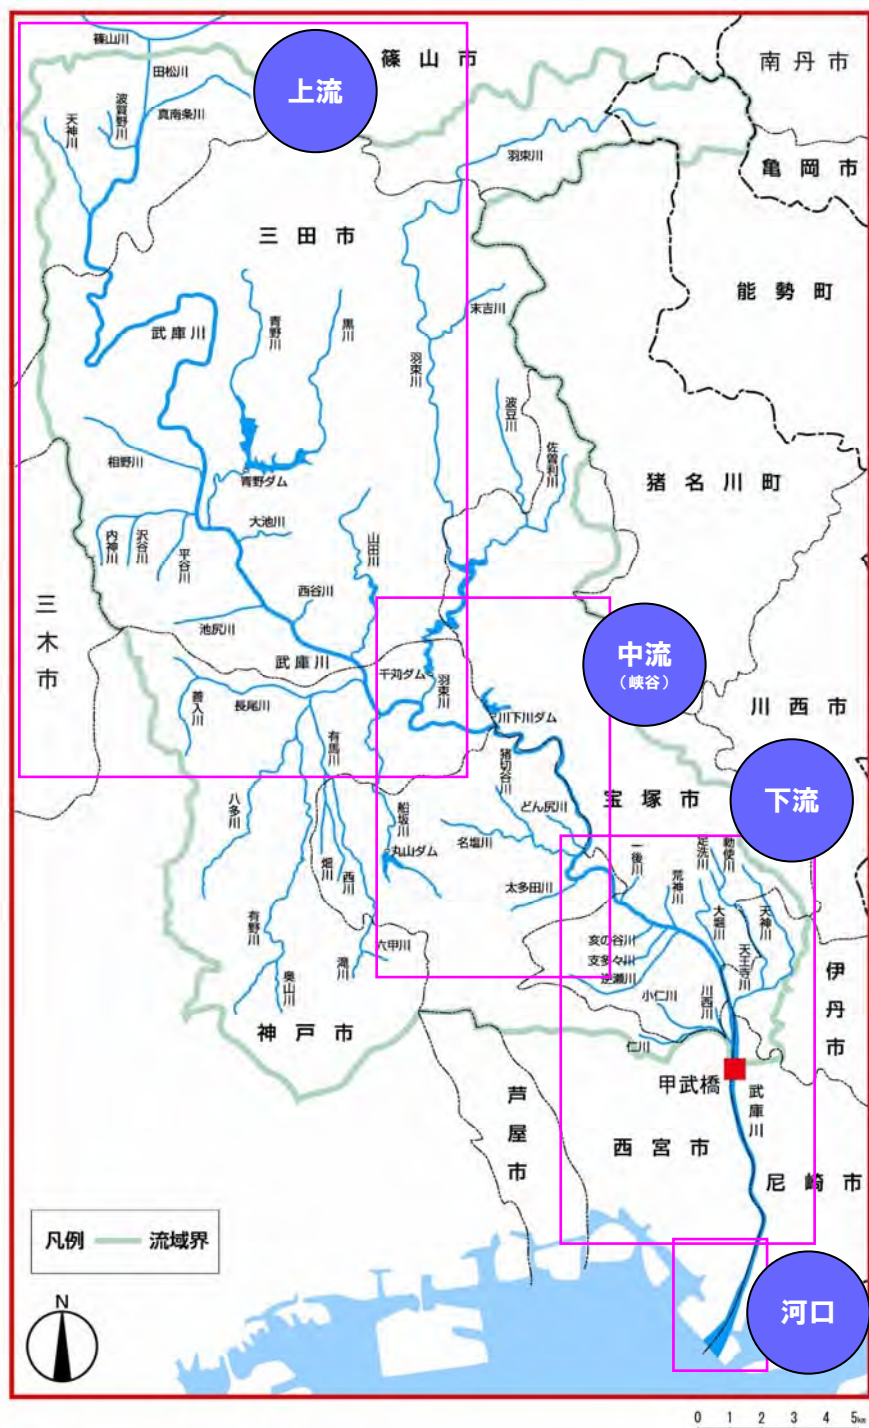 篠山川
田松川
波賀野川
天神川
真南条川
上流
篠山市
南丹市
亀岡市
能勢町
羽束川
三田市
武庫川
青野川
黒川
羽束川
末吉川
波豆川
佐曽利川
猪名川町
相野川
青野ダム
大池川
内神川
沢谷川
平谷川
山田川
西谷川
池尻川
三木市
武庫川
千苅ダム
羽束川
中流
(峡谷)
川西市
善入川
長尾川
有馬川
川下川ダム
猪切谷川
どん尻川
宝塚市
下流
八多川
船坂川
丸山ダム
名塩川
畑川
西川
太多田川
一後川
荒神川
足洗川
勅使川
大堀川
天神川
天王寺川
有野川
奥山川
滝川
六甲川
亥の谷川
支多々川
逆瀬川
小仁川
川西川
仁川
伊丹市
神戸市
甲武橋
武庫川
芦屋市
西宮市
尼崎市
凡例 流域界
N
河口
0 1 2 3 4 5km